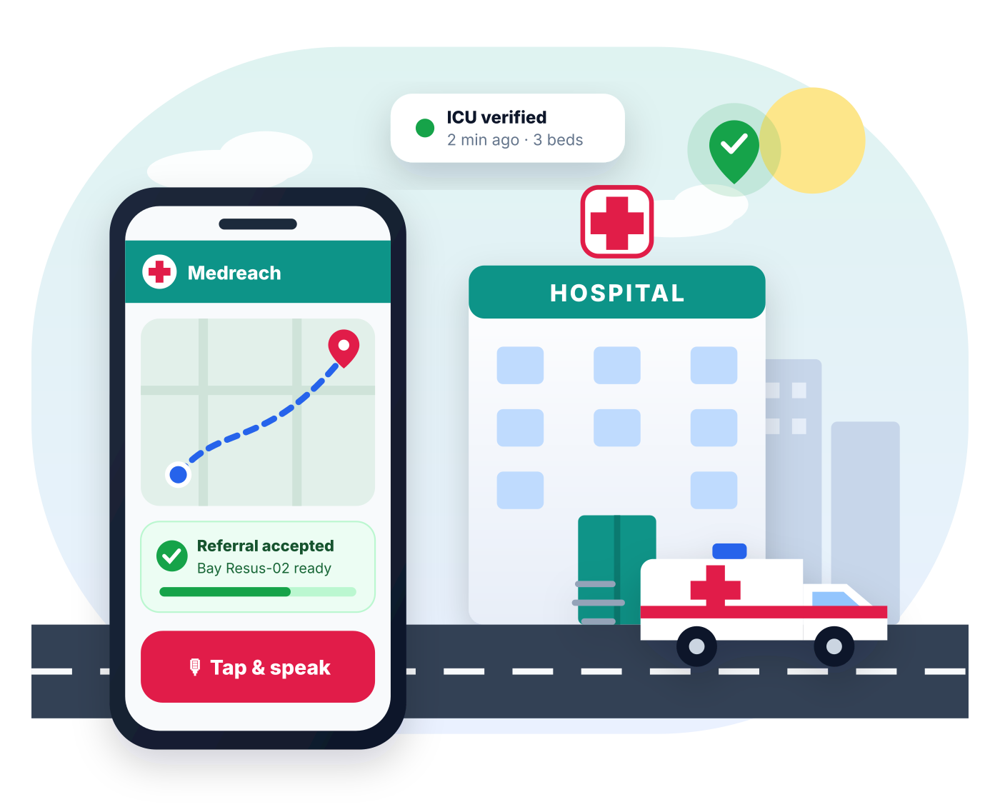 ICU verified
2 min ago · 3 beds
Medreach
HOSPITAL
Referral accepted
Bay Resus-02 ready
🎙 Tap & speak